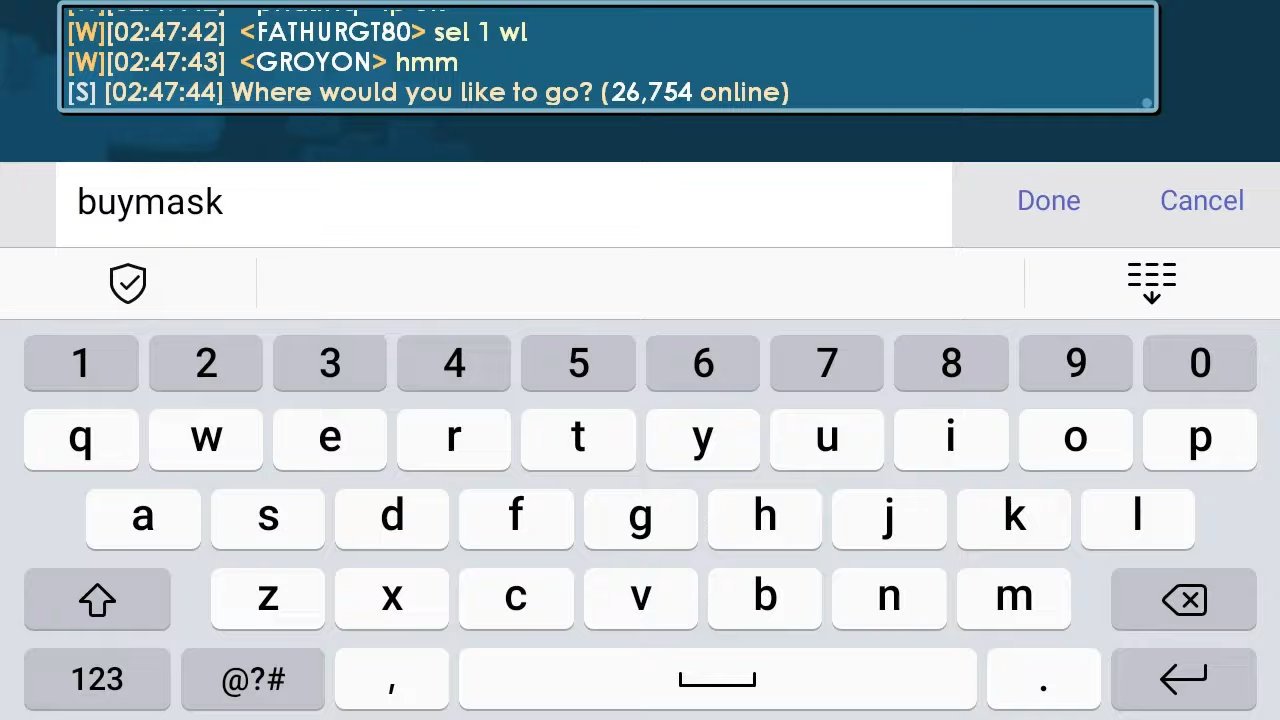 [W][02:47:42] <FATHURGT80> sel 1 wl
[W][02:47:43] <GROYON> hmm
[S] [02:47:44] Where would you like to go? (26,754 online)
buymask
Done Cancel
1 2 3 4 5 6 7 8 9 0
q w e r t y u i o p
a s d f g h j k l
z x c v b n m
123 @?# , .